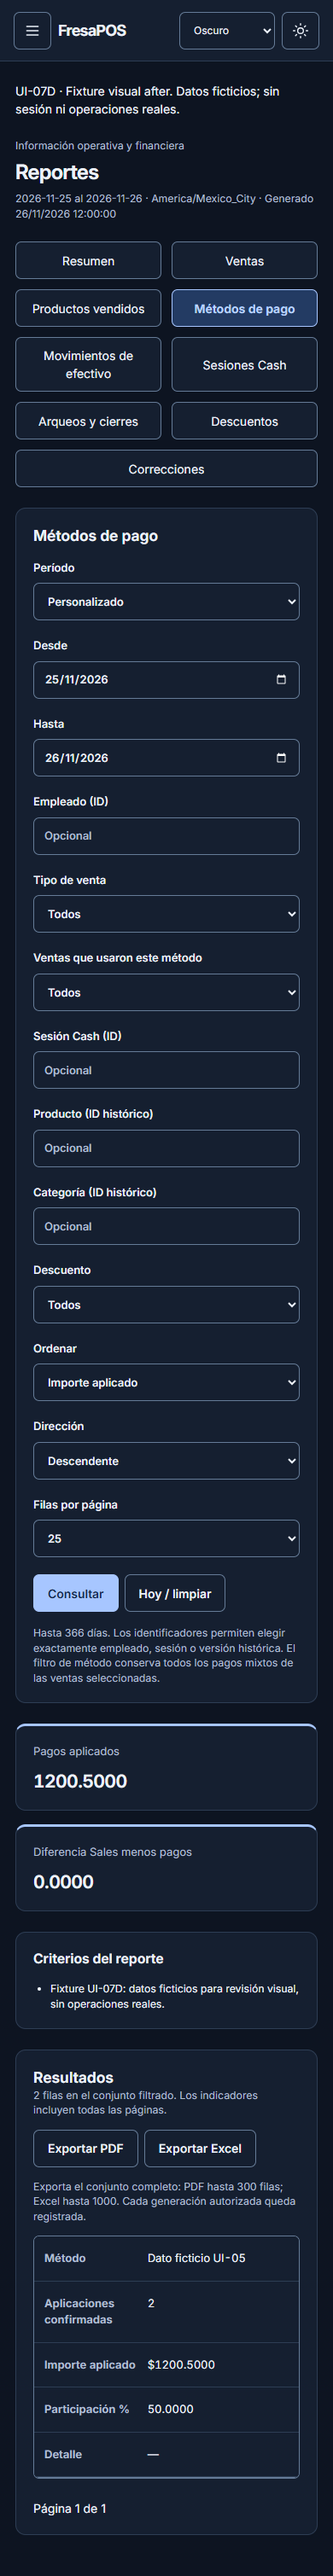 FresaPOS
Oscuro
UI-07D · Fixture visual after. Datos ficticios; sin
sesión ni operaciones reales.
Información operativa y financiera
Reportes
2026-11-25 al 2026-11-26 · America/Mexico_City · Generado
26/11/2026 12:00:00
Resumen
Ventas
Productos vendidos
Métodos de pago
Movimientos de
efectivo
Sesiones Cash
Arqueos y cierres
Descuentos
Correcciones
Métodos de pago
Período
Personalizado
Desde
25/11/2026
Hasta
26/11/2026
Empleado (ID)
Opcional
Tipo de venta
Todos
Ventas que usaron este método
Todos
Sesión Cash (ID)
Opcional
Producto (ID histórico)
Opcional
Categoría (ID histórico)
Opcional
Descuento
Todos
Ordenar
Importe aplicado
Dirección
Descendente
Filas por página
25
Consultar
Hoy / limpiar
Hasta 366 días. Los identificadores permiten elegir
exactamente empleado, sesión o versión histórica. El
filtro de método conserva todos los pagos mixtos de
las ventas seleccionadas.
Pagos aplicados
1200.5000
Diferencia Sales menos pagos
0.0000
Criterios del reporte
• Fixture UI-07D: datos ficticios para revisión visual,
sin operaciones reales.
Resultados
2 filas en el conjunto filtrado. Los indicadores
incluyen todas las páginas.
Exportar PDF
Exportar Excel
Exporta el conjunto completo: PDF hasta 300 filas;
Excel hasta 1000. Cada generación autorizada queda
registrada.
Método Dato ficticio UI-05
Aplicaciones
confirmadas 2
Importe aplicado $1200.5000
Participación % 50.0000
Detalle —
Página 1 de 1